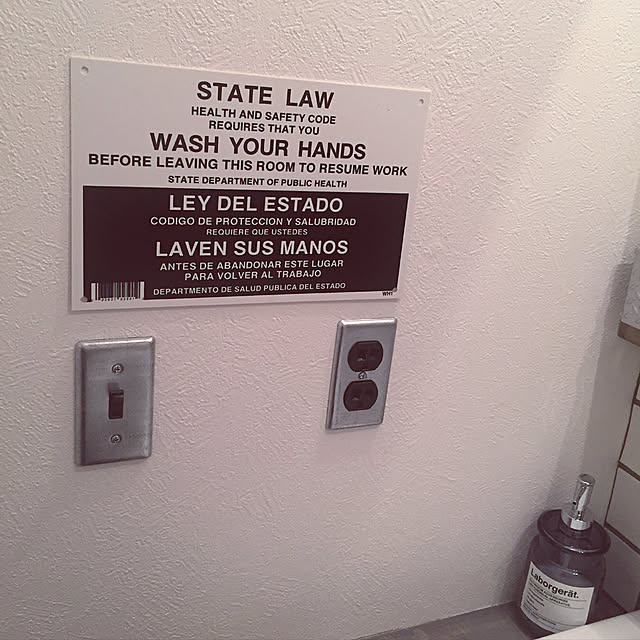 STATE LAW
HEALTH AND SAFETY CODE
REQUIRES THAT YOU
WASH YOUR HANDS
BEFORE LEAVING THIS ROOM TO RESUME WORK
STATE DEPARTMENT OF PUBLIC HEALTH
LEY DEL ESTADO
CODIGO DE PROTECCION Y SALUBRIDAD
REQUIERE QUE USTEDES
LAVEN SUS MANOS
ANTES DE ABANDONAR ESTE LUGAR
PARA VOLVER AL TRABAJO
DEPARTMENTO DE SALUD PUBLICA DEL ESTADO
Laborgerät.